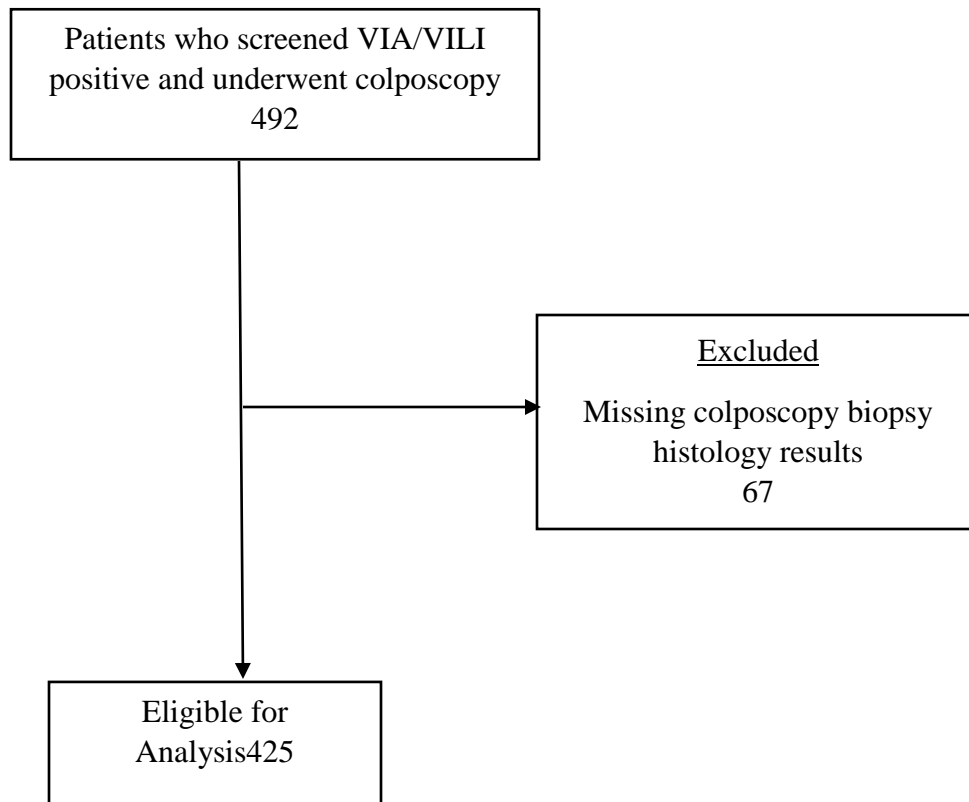 Patients who screened VIA/VILI
positive and underwent colposcopy
492
Excluded
Missing colposcopy biopsy
histology results
67
Eligible for
Analysis425